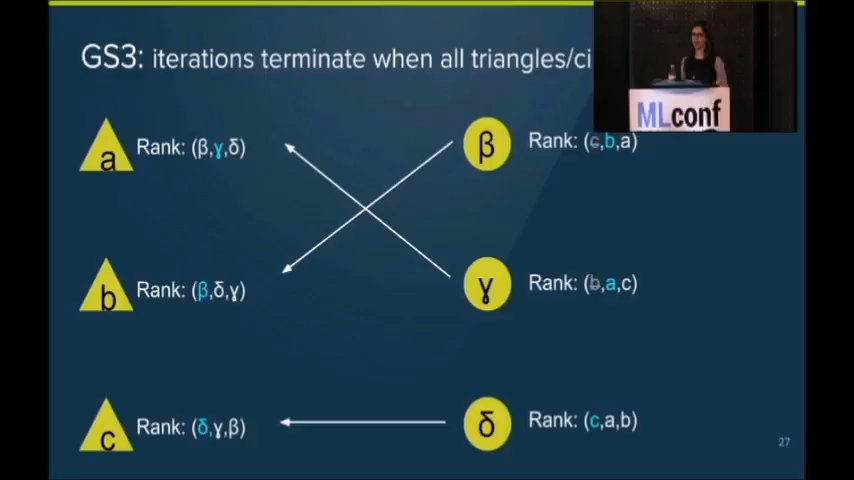 GS3: iterations terminate when all triangles/ci
MLconf
a Rank: (β,ɣ,δ)
β Rank: (c,b,a)
b Rank: (β,δ,ɣ)
ɣ Rank: (b,a,c)
c Rank: (δ,ɣ,β)
δ Rank: (c,a,b)
27